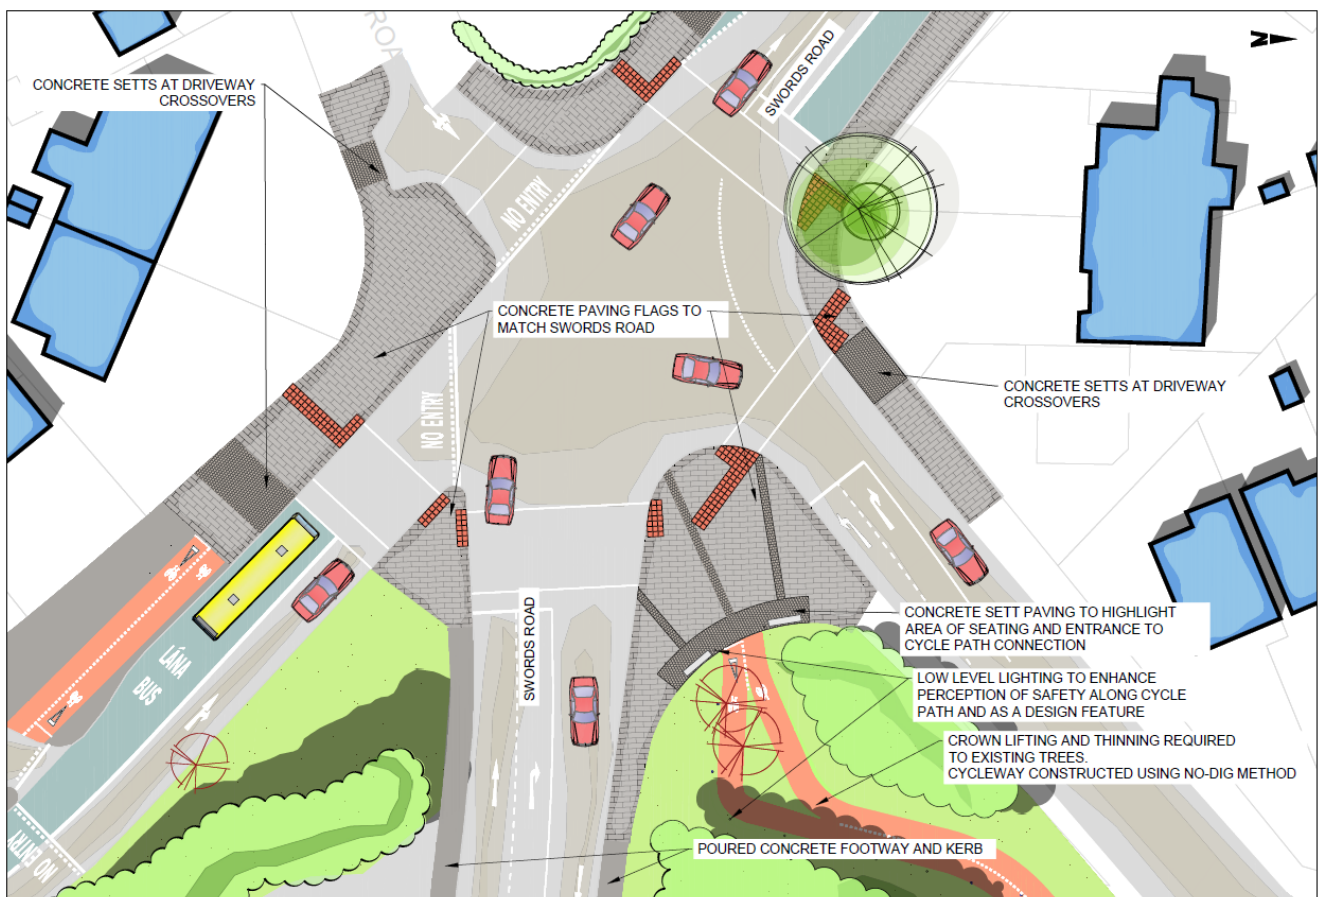 ROAD
N
SWORDS ROAD
CONCRETE SETTS AT DRIVEWAY
CROSSOVERS
NO ENTRY
CONCRETE PAVING FLAGS TO
MATCH SWORDS ROAD
CONCRETE SETTS AT DRIVEWAY
CROSSOVERS
NO ENTRY
SWORDS ROAD
CONCRETE SETT PAVING TO HIGHLIGHT
AREA OF SEATING AND ENTRANCE TO
CYCLE PATH CONNECTION
LÁNA
BUS
LOW LEVEL LIGHTING TO ENHANCE
PERCEPTION OF SAFETY ALONG CYCLE
PATH AND AS A DESIGN FEATURE
CROWN LIFTING AND THINNING REQUIRED
TO EXISTING TREES.
CYCLEWAY CONSTRUCTED USING NO-DIG METHOD
NO ENTRY
POURED CONCRETE FOOTWAY AND KERB